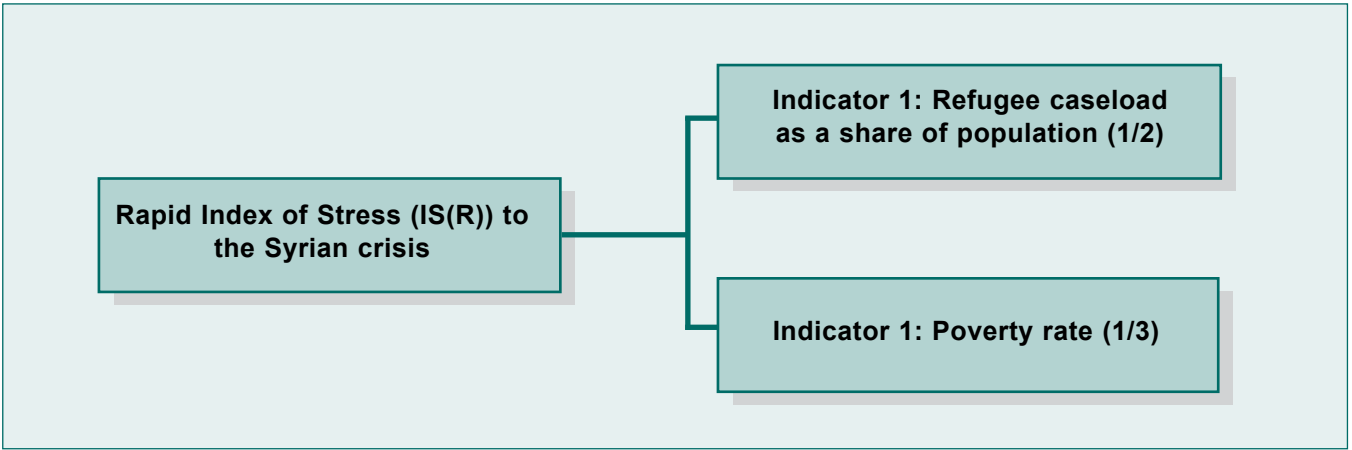 Rapid Index of Stress (IS(R)) to
the Syrian crisis
Indicator 1: Refugee caseload
as a share of population (1/2)
Indicator 1: Poverty rate (1/3)